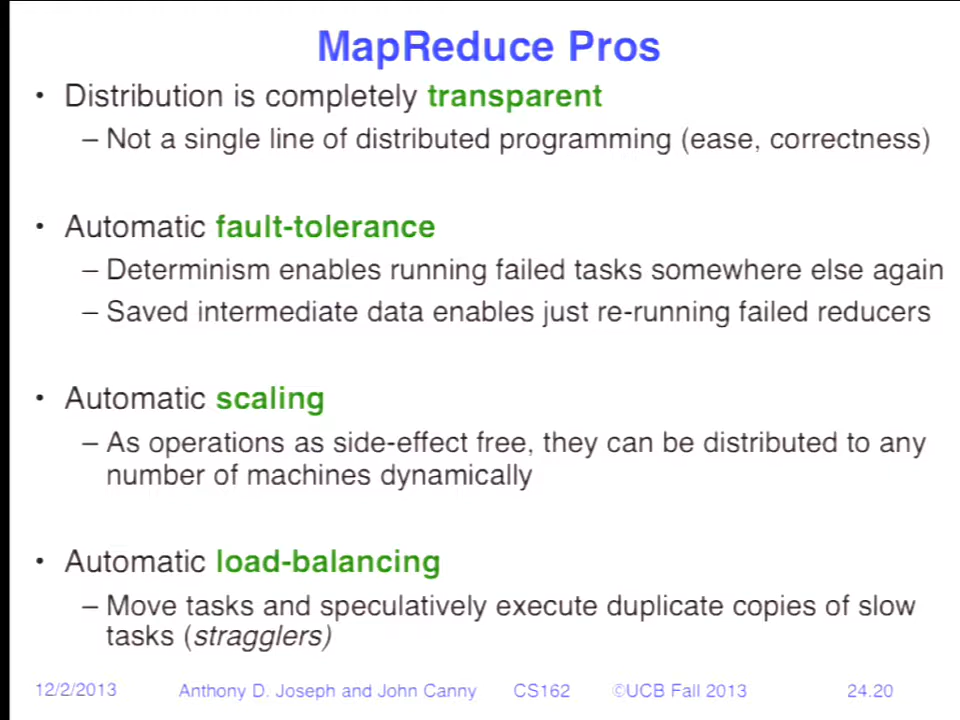 MapReduce Pros
• Distribution is completely transparent
– Not a single line of distributed programming (ease, correctness)
• Automatic fault-tolerance
– Determinism enables running failed tasks somewhere else again
– Saved intermediate data enables just re-running failed reducers
• Automatic scaling
– As operations as side-effect free, they can be distributed to any
number of machines dynamically
• Automatic load-balancing
– Move tasks and speculatively execute duplicate copies of slow
tasks (stragglers)
12/2/2013 Anthony D. Joseph and John Canny CS162 ©UCB Fall 2013 24.20